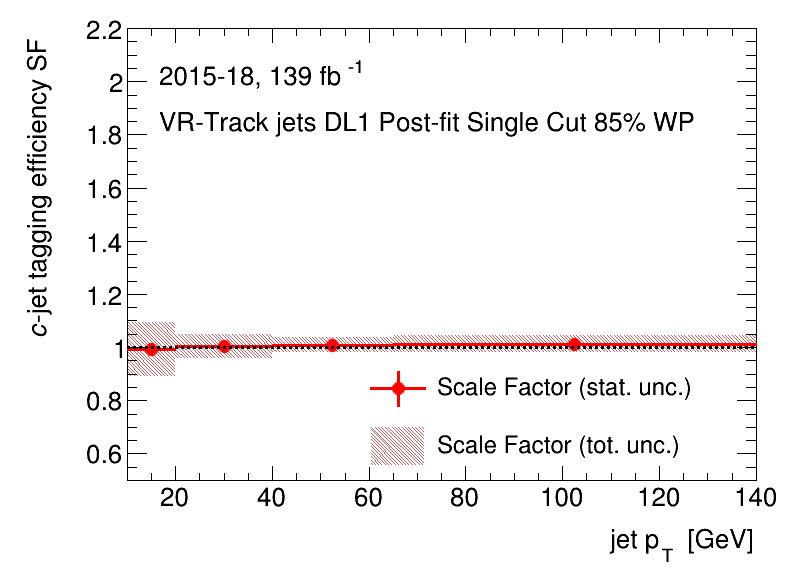 2.2
2
1.8
1.6
1.4
1.2
1
0.8
0.6
c-jet tagging efficiency SF
2015-18, 139 fb -1
VR-Track jets DL1 Post-fit Single Cut 85% WP
Scale Factor (stat. unc.)
Scale Factor (tot. unc.)
20 40 60 80 100 120 140
jet pT [GeV]